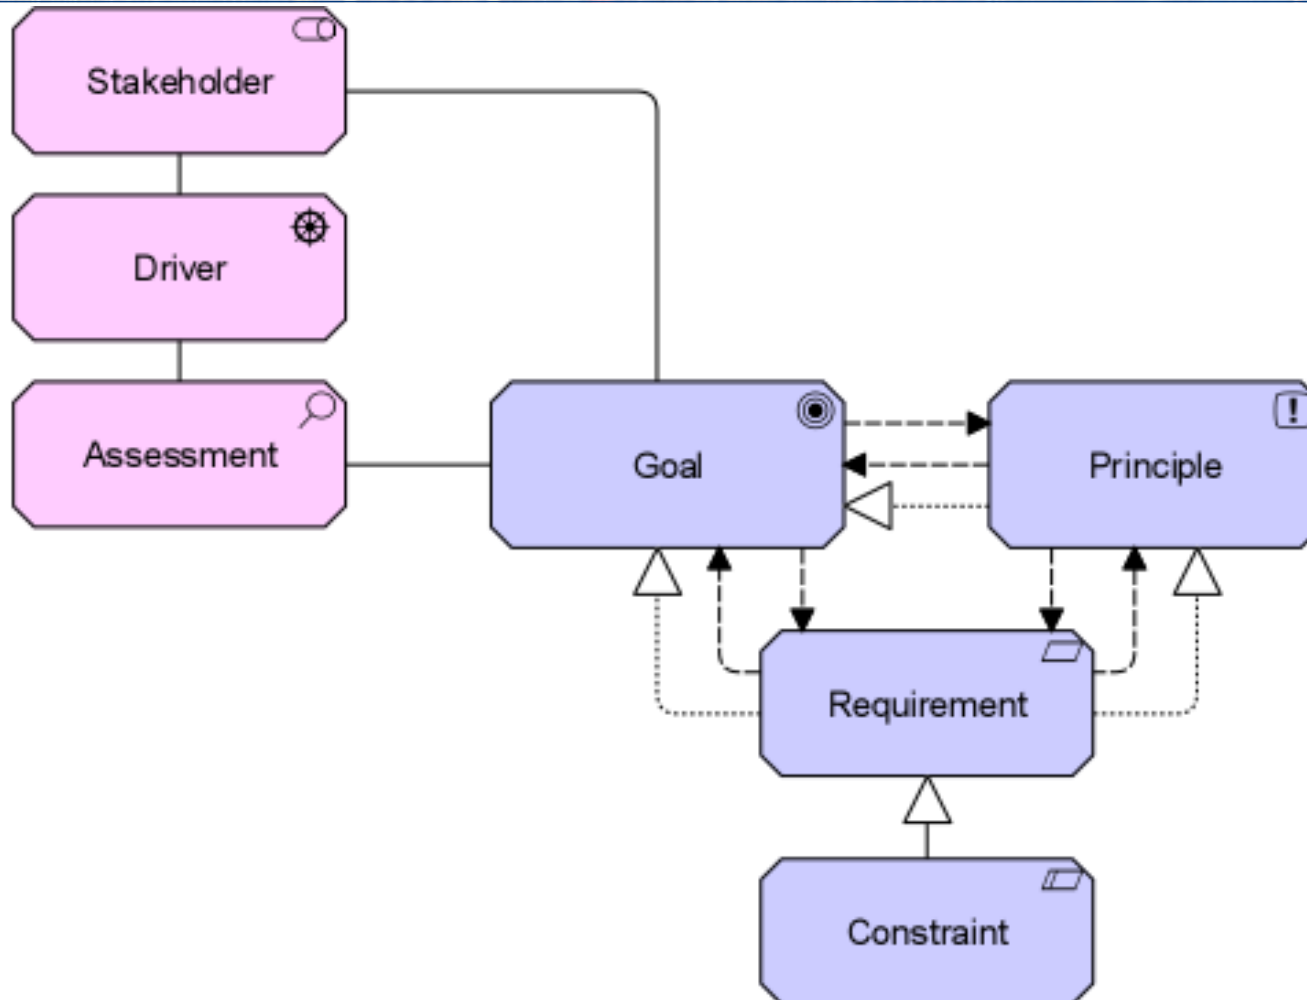 Stakeholder
Driver
Assessment
Goal
Principle
Requirement
Constraint